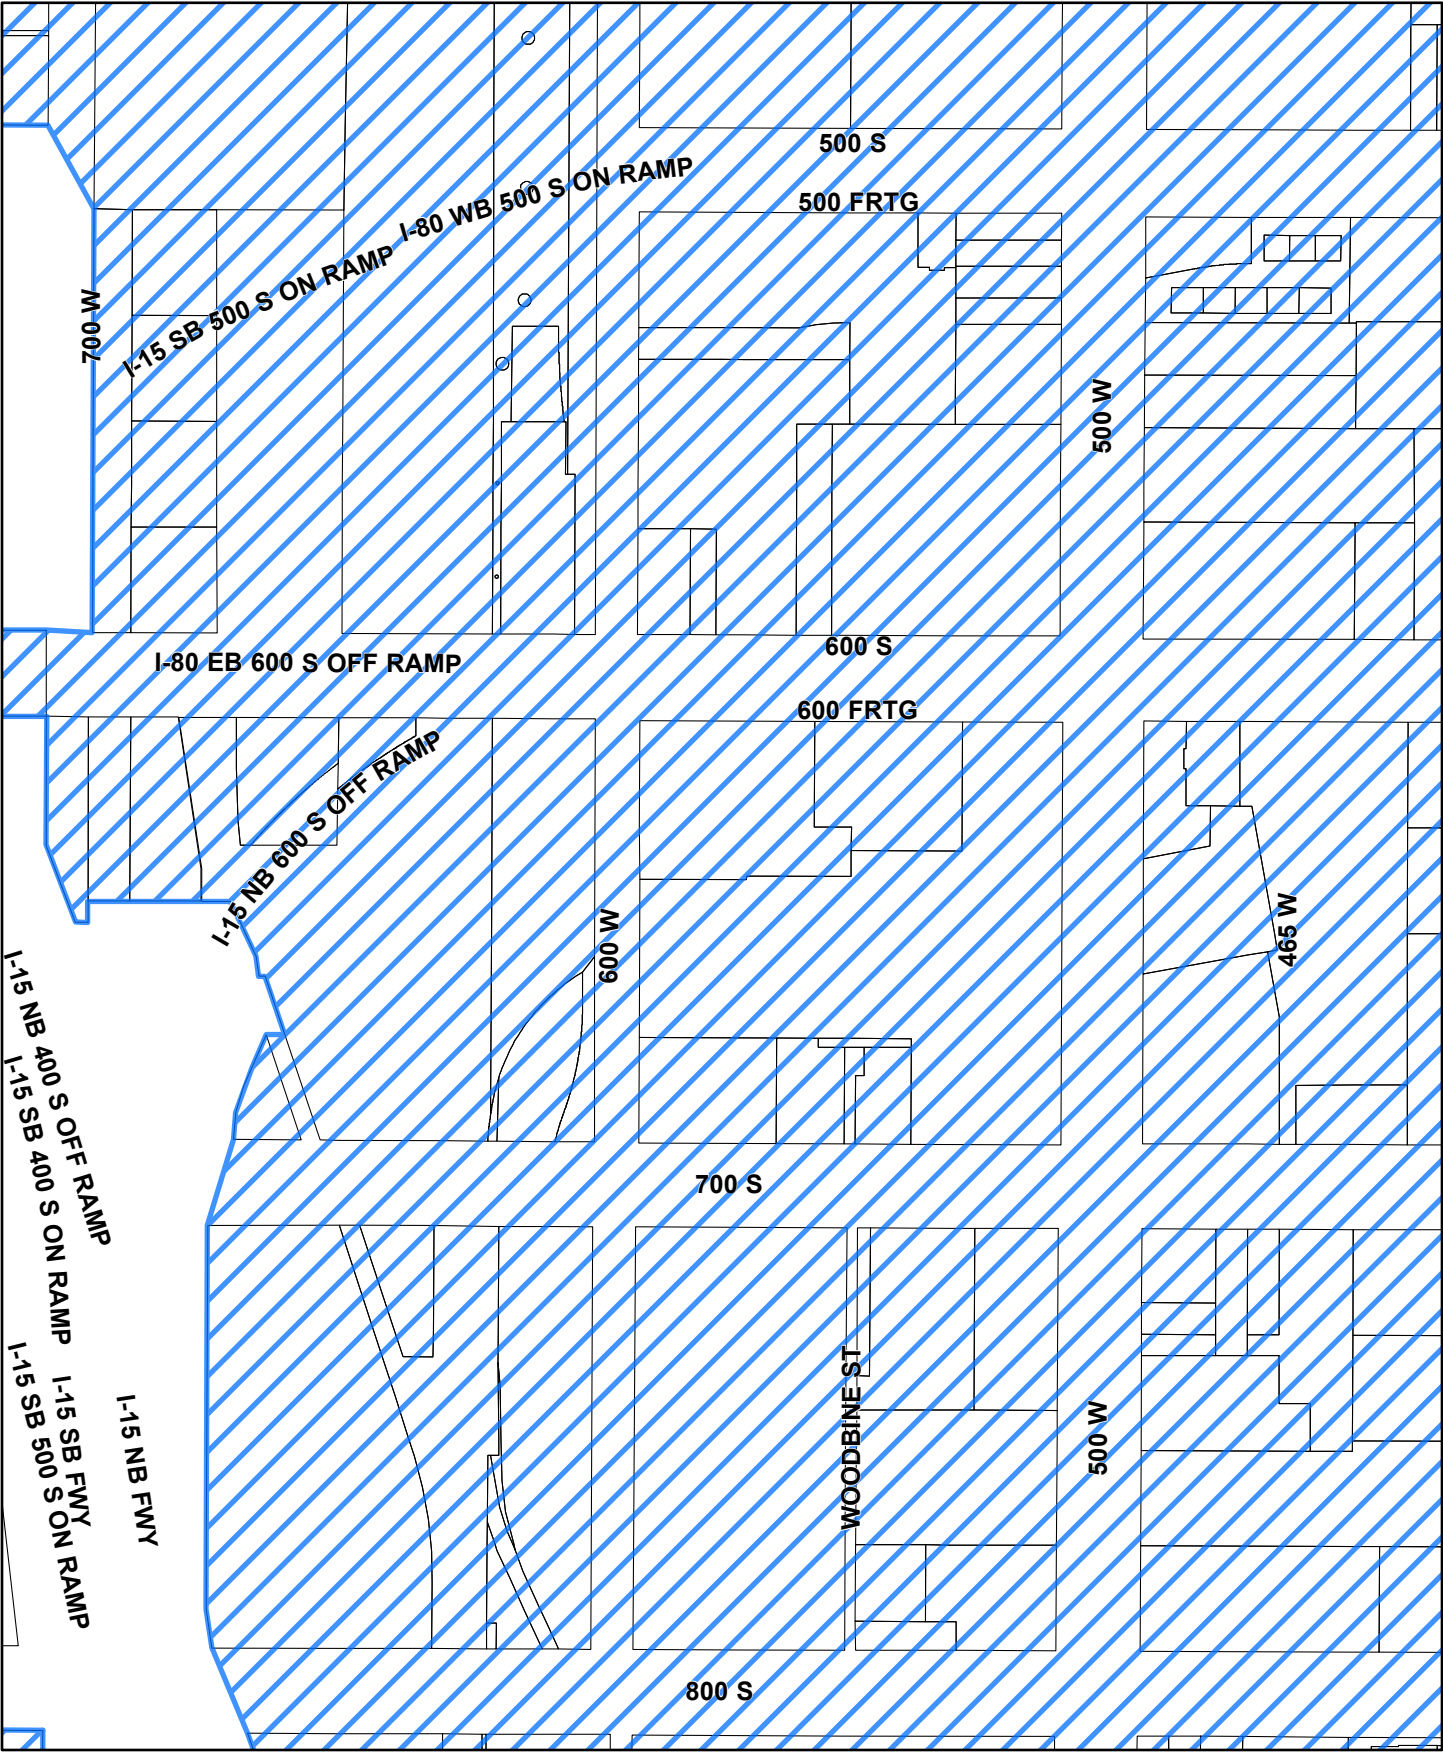 500 S
I-80 WB 500 S ON RAMP
500 FRTG
I-15 SB 500 S ON RAMP
700 W
500 W
600 S
I-80 EB 600 S OFF RAMP
600 FRTG
I-15 NB 600 S OFF RAMP
600 W
465 W
I-15 NB 400 S OFF RAMP
I-15 SB 400 S ON RAMP
700 S
I-15 SB 500 S ON RAMP
I-15 SB FWY
I-15 NB FWY
WOODBINE ST
500 W
800 S